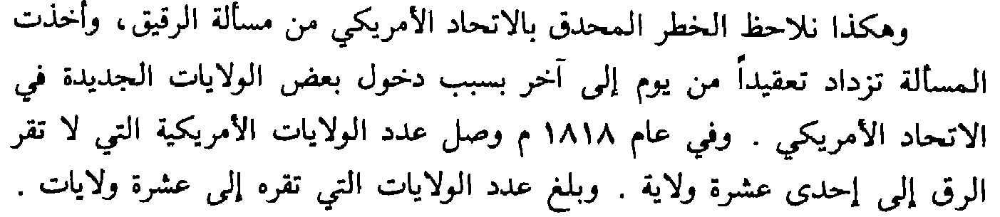 وهكذا نلاحظ الخطر المحدق بالاتحاد الأمريكي من مسألة الرقيق، وأخذت
المسألة تزداد تعقيداً من يوم إلى آخر بسبب دخول بعض الولايات الجديدة في
الاتحاد الأمريكي . وفي عام ١٨١٨ م وصل عدد الولايات الأمريكية التي لا تقر
الرق إلى إحدى عشرة ولاية . وبلغ عدد الولايات التي تقره إلى عشرة ولايات .